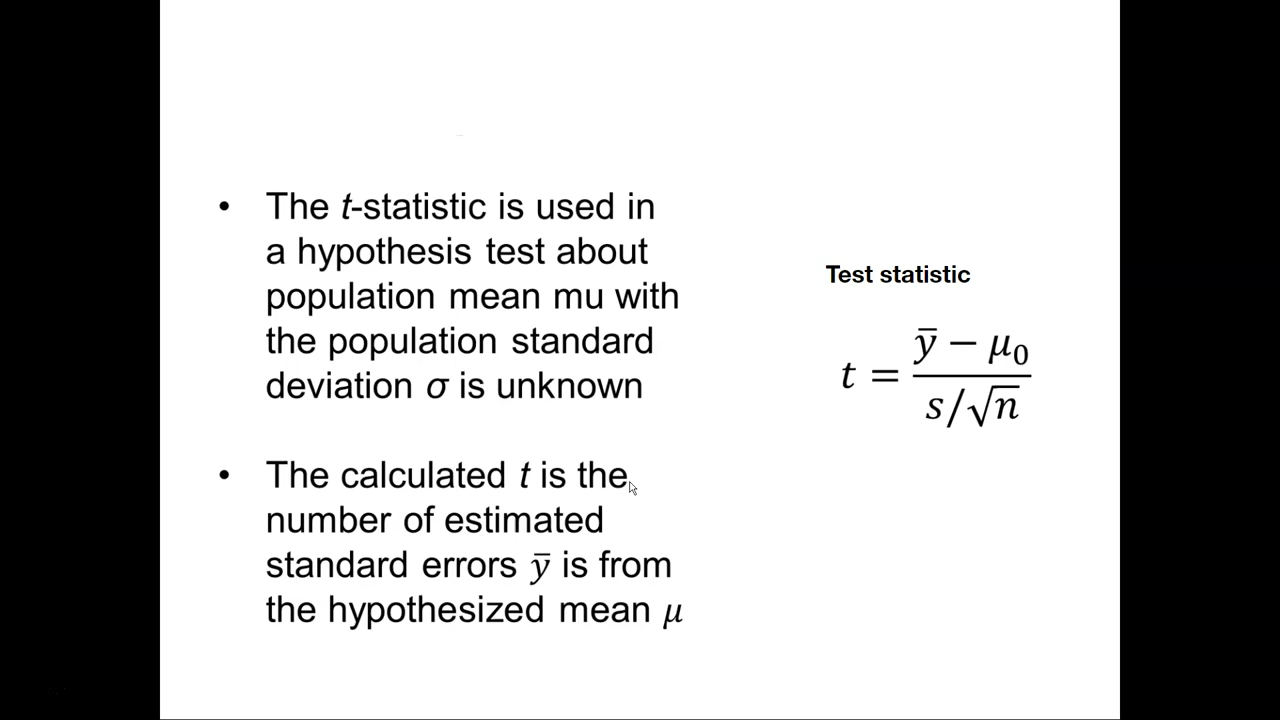 • The t-statistic is used in
a hypothesis test about
population mean mu with
the population standard
deviation σ is unknown
• The calculated t is the
number of estimated
standard errors ȳ is from
the hypothesized mean μ
Test statistic
t = (ȳ − μ₀) / (s/√n)